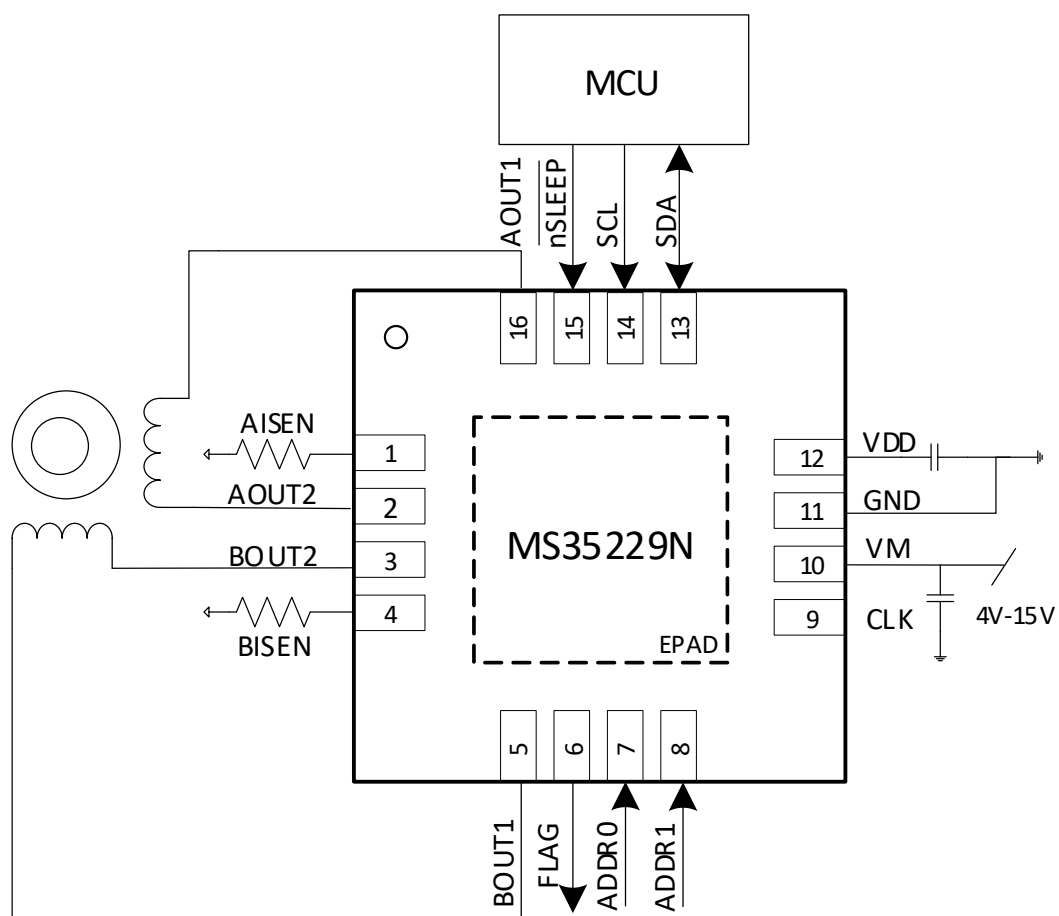 MCU
AOUT1
nSLEEP
SCL
SDA
16
15
14
13
AISEN
1
12
VDD
AOUT2
2
11
GND
MS35229N
BOUT2
3
10
VM
4
9
CLK
4V-15V
BISEN
EPAD
5
6
7
8
BOUT1
FLAG
ADDR0
ADDR1